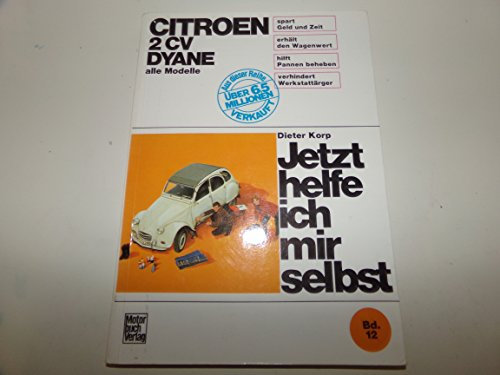 CITROEN
2 CV
DYANE
alle Modelle
spart
Geld und Zeit
erhält
den Wagenwert
hilft
Pannen beheben
verhindert
Werkstattärger
Aus dieser Reihe
ÜBER 6,5
MILLIONEN
VERKAUFT
Dieter Korp
Jetzt
helfe
ich
mir
selbst
Motor
buch
Verlag
Bd.
12